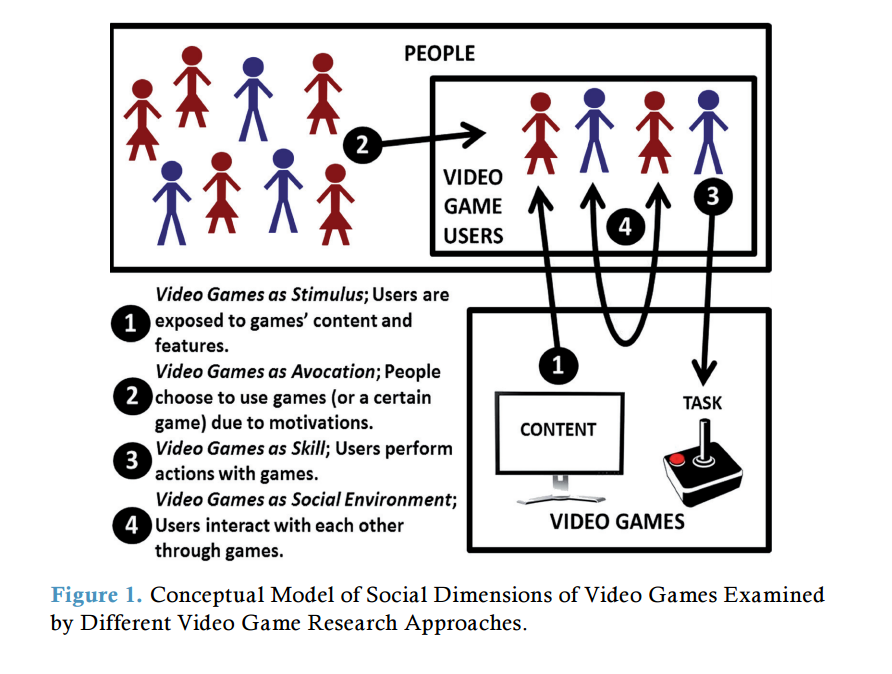 PEOPLE
2
VIDEO
GAME
USERS
3
4
1
Video Games as Stimulus; Users are
1 exposed to games’ content and
features.
Video Games as Avocation; People
2 choose to use games (or a certain
game) due to motivations.
Video Games as Skill; Users perform
3 actions with games.
Video Games as Social Environment;
4 Users interact with each other
through games.
CONTENT
TASK
VIDEO GAMES
Figure 1. Conceptual Model of Social Dimensions of Video Games Examined
by Different Video Game Research Approaches.